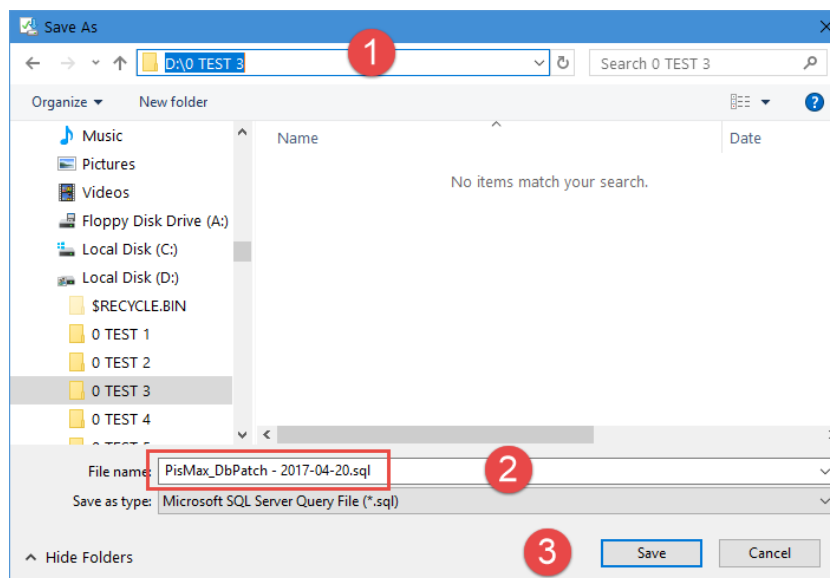 Save As
1
D:\0 TEST 3
Search 0 TEST 3
Organize
New folder
Name
Date
No items match your search.
Music
Pictures
Videos
Floppy Disk Drive (A:)
Local Disk (C:)
Local Disk (D:)
$RECYCLE.BIN
0 TEST 1
0 TEST 2
0 TEST 3
0 TEST 4
File name: PisMax_DbPatch - 2017-04-20.sql
2
Save as type: Microsoft SQL Server Query File (*.sql)
Hide Folders
3
Save
Cancel